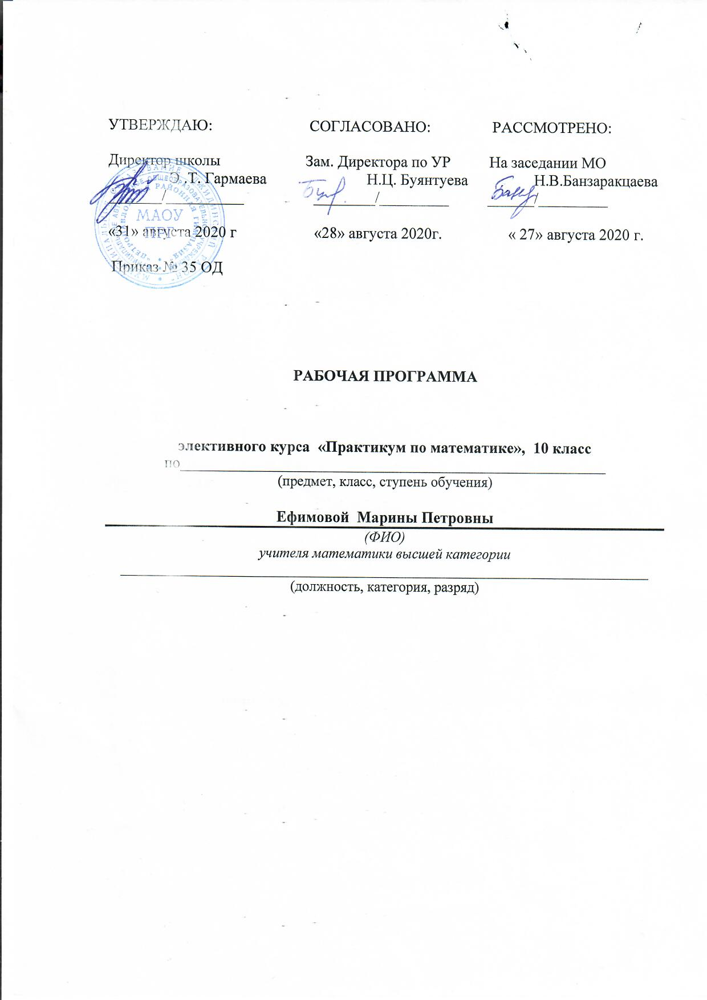 УТВЕРЖДАЮ: СОГЛАСОВАНО: РАССМОТРЕНО:
Директор школы Зам. Директора по УР На заседании МО
Э .Т. Гармаева Н.Ц. Буянтуева Н.В.Банзаракцаева
/ / /
«31» августа 2020 г «28» августа 2020г. « 27» августа 2020 г.
Приказ № 35 ОД
МАОУ
ПРГ
РАБОЧАЯ ПРОГРАММА
элективного курса «Практикум по математике», 10 класс
по
(предмет, класс, ступень обучения)
Ефимовой Марины Петровны
(ФИО)
учителя математики высшей категории
(должность, категория, разряд)